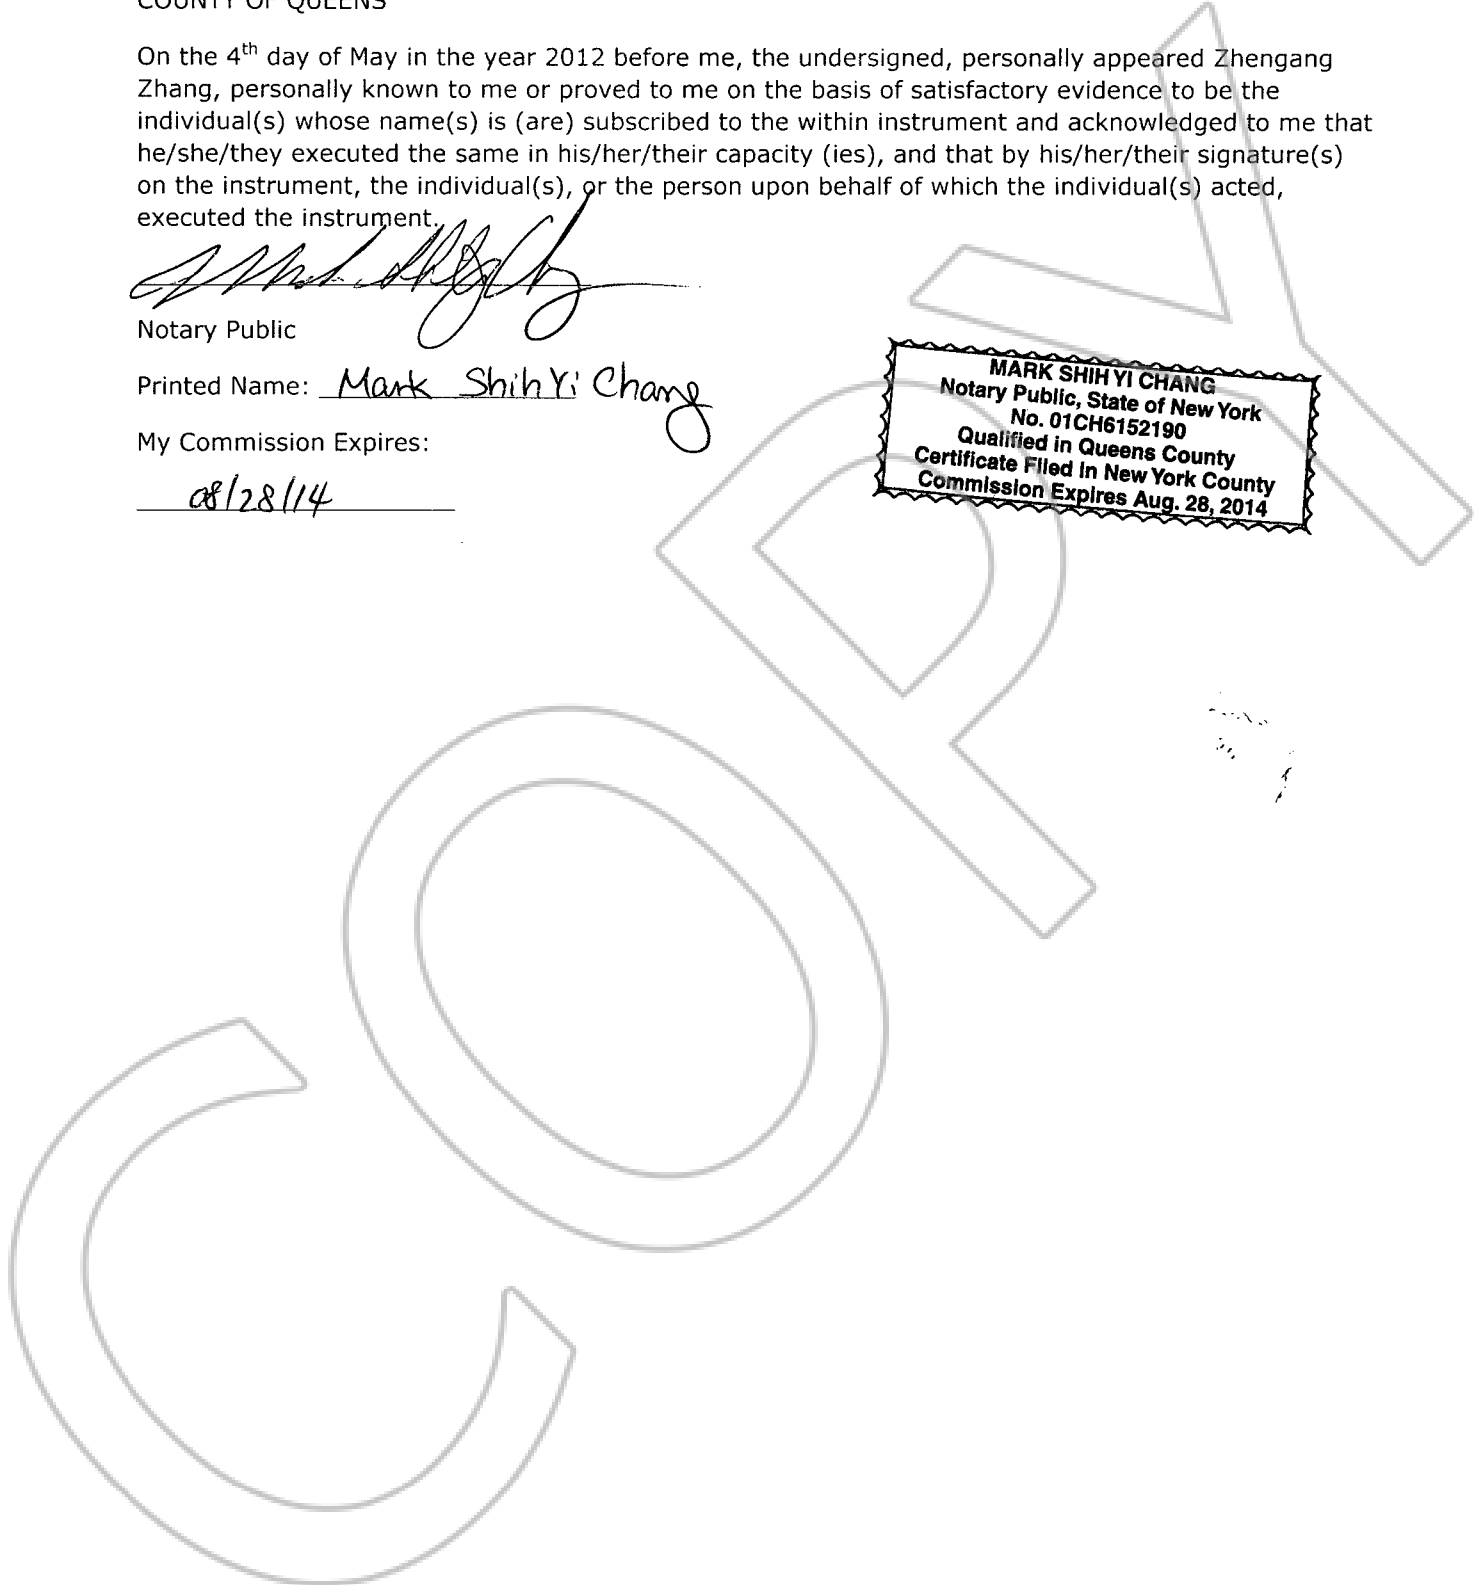 COUNTY OF QUEENS
On the 4th day of May in the year 2012 before me, the undersigned, personally appeared Zhengang
Zhang, personally known to me or proved to me on the basis of satisfactory evidence to be the
individual(s) whose name(s) is (are) subscribed to the within instrument and acknowledged to me that
he/she/they executed the same in his/her/their capacity (ies), and that by his/her/their signature(s)
on the instrument, the individual(s), or the person upon behalf of which the individual(s) acted,
executed the instrument.
Notary Public
Printed Name: Mark Shih Yi Chang
My Commission Expires:
08/28/14
MARK SHIH YI CHANG
Notary Public, State of New York
No. 01CH6152190
Qualified in Queens County
Certificate Filed in New York County
Commission Expires Aug. 28, 2014
COPY